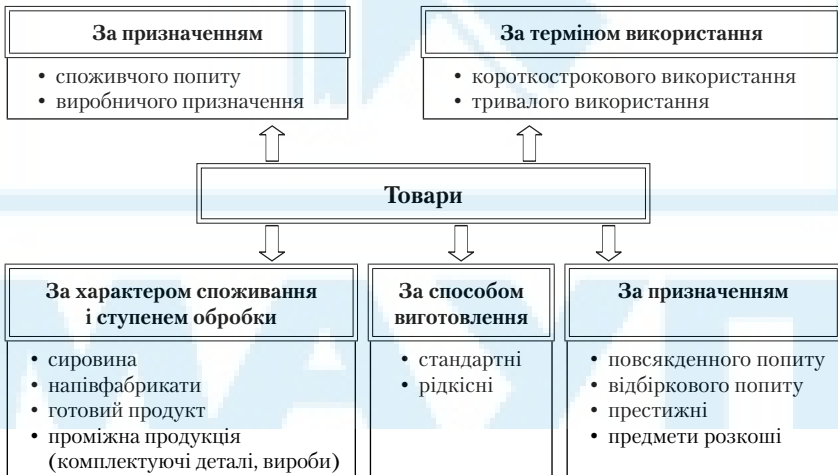 За призначенням
• споживчого попиту
• виробничого призначення
За терміном використання
• короткострокового використання
• тривалого використання
Товари
За характером споживання
і ступенем обробки
• сировина
• напівфабрикати
• готовий продукт
• проміжна продукція
(комплектуючі деталі, вироби)
За способом
виготовлення
• стандартні
• рідкісні
За призначенням
• повсякденного попиту
• відбіркового попиту
• престижні
• предмети розкоші
МАУП